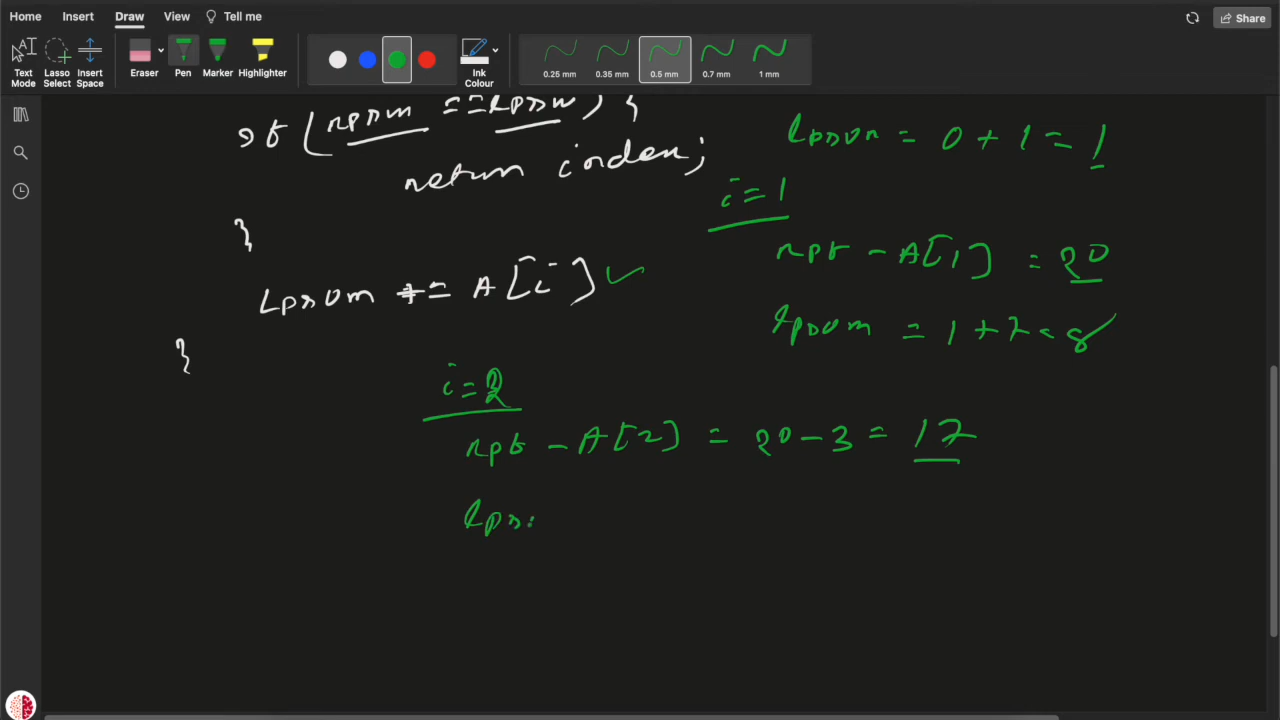 Home Insert Draw View Tell me
Share
Text Mode
Lasso Select
Insert Space
Eraser
Pen
Marker
Highlighter
Ink Colour
0.25 mm
0.35 mm
0.5 mm
0.7 mm
1 mm
if (rpsum == lpsum) {
return index;
}
lpsum += A[i]
}
lpsum = 0 + 1 = 1
i = 1
rpt - A[1] = 20
lpsum = 1 + 7 = 8
i = 2
rpt - A[2] = 20 - 3 = 17
lps